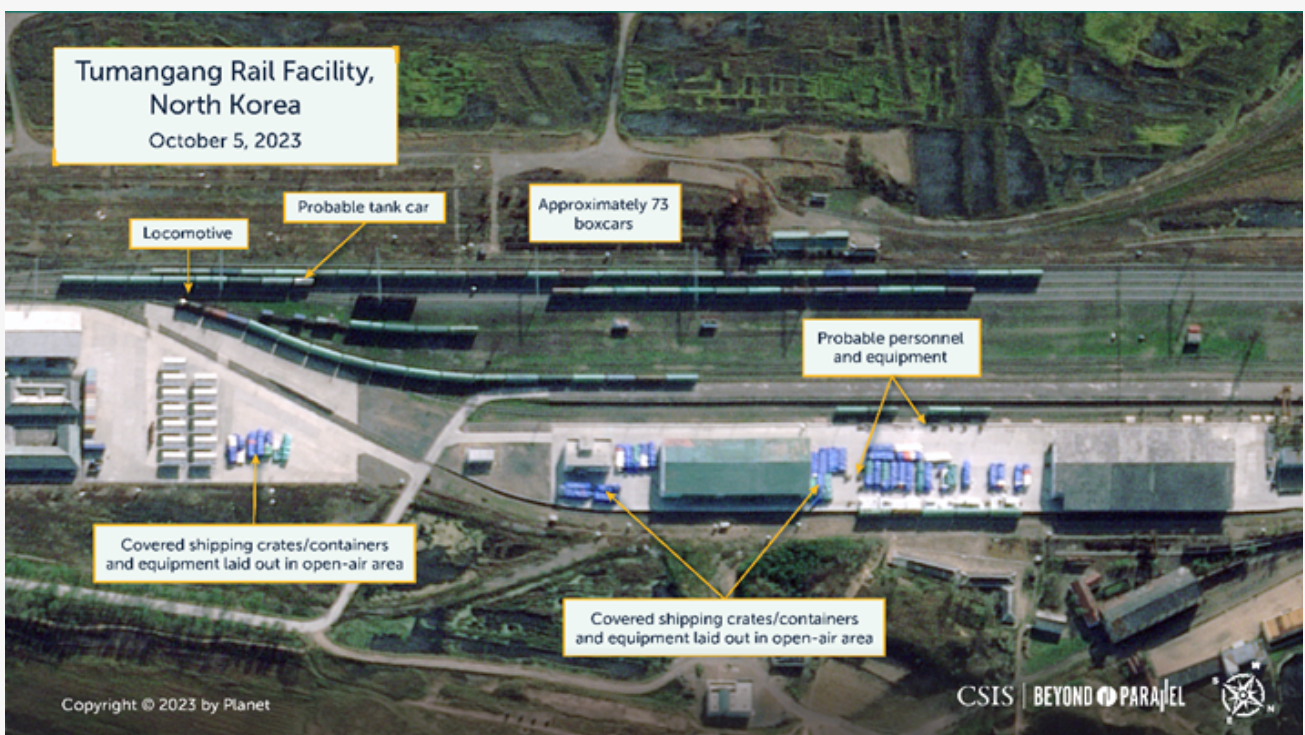 Tumangang Rail Facility,
North Korea
October 5, 2023
Probable tank car
Approximately 73
boxcars
Locomotive
Probable personnel
and equipment
Covered shipping crates/containers
and equipment laid out in open-air area
Covered shipping crates/containers
and equipment laid out in open-air area
Copyright © 2023 by Planet
CSIS | BEYOND PARALLEL
W
S
N
E